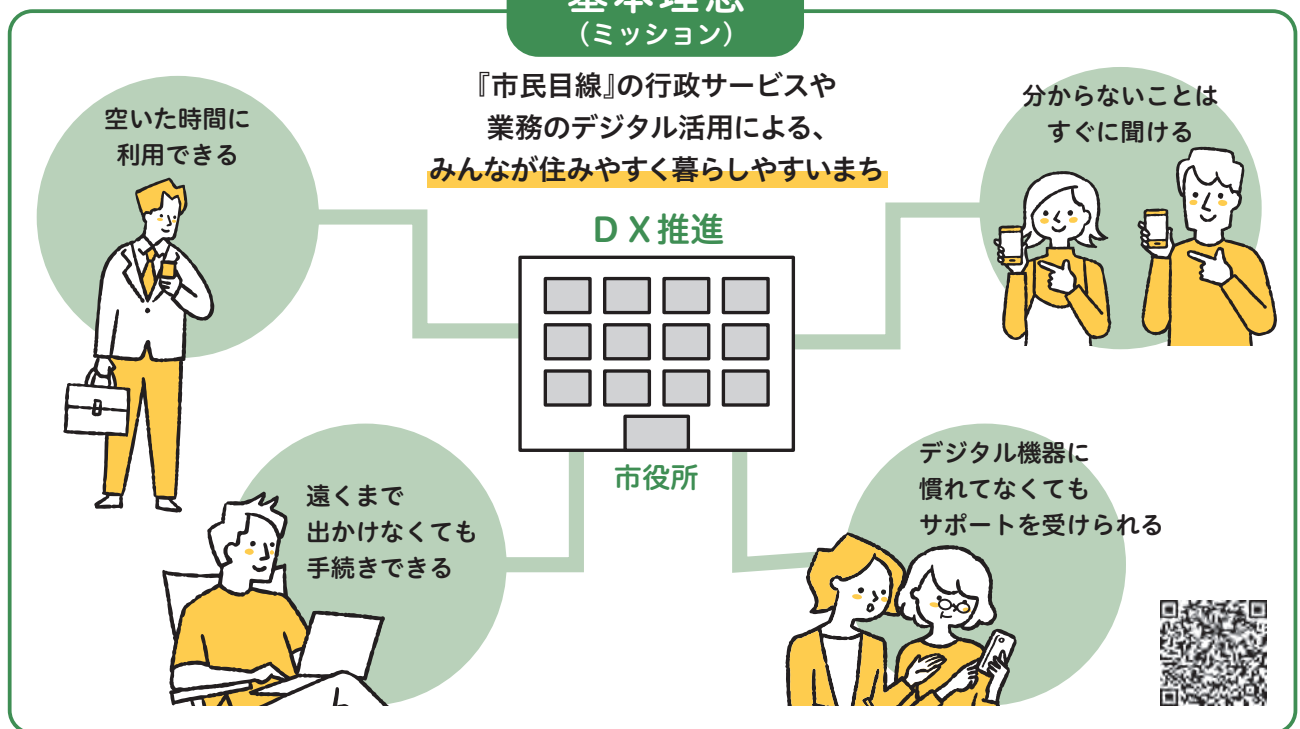 基本理念
（ミッション）
『市民目線』の行政サービスや
業務のデジタル活用による、
みんなが住みやすく暮らしやすいまち
空いた時間に
利用できる
分からないことは
すぐに聞ける
ＤＸ推進
市役所
遠くまで
出かけなくても
手続きできる
デジタル機器に
慣れてなくても
サポートを受けられる